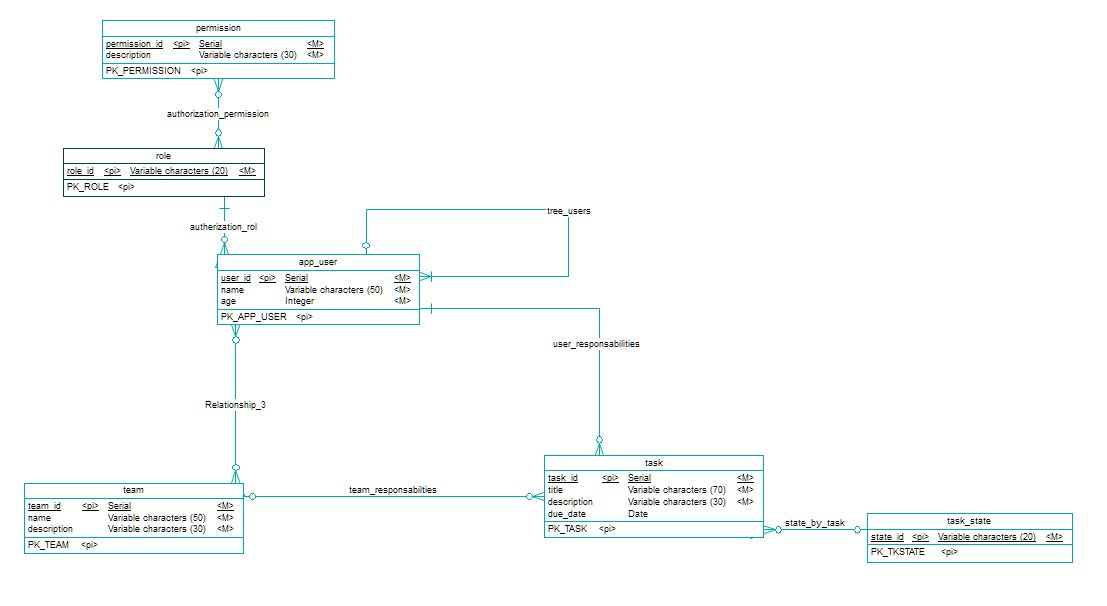 permission
permission_id <pi> Serial <M>
description Variable characters (30) <M>
PK_PERMISSION <pi>
authorization_permission
role
role_id <pi> Variable characters (20) <M>
PK_ROLE <pi>
autherization_rol
tree_users
app_user
user_id <pi> Serial <M>
name Variable characters (50) <M>
age Integer <M>
PK_APP_USER <pi>
user_responsabilities
Relationship_3
team
team_id <pi> Serial <M>
name Variable characters (50) <M>
description Variable characters (30) <M>
PK_TEAM <pi>
team_responsabilties
task
task_id <pi> Serial <M>
title Variable characters (70) <M>
description Variable characters (30) <M>
due_date Date
PK_TASK <pi>
state_by_task
task_state
state_id <pi> Variable characters (20) <M>
PK_TKSTATE <pi>